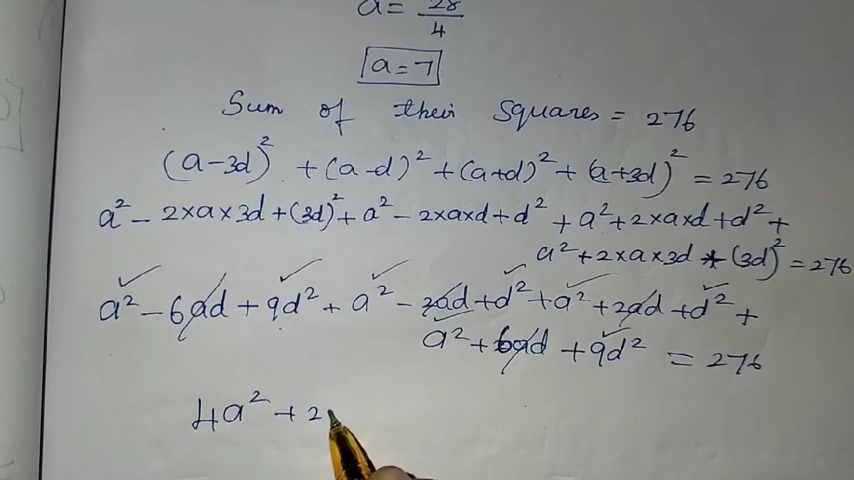 a = 28/4
a = 7
Sum of their squares = 276
(a-3d)² + (a-d)² + (a+d)² + (a+3d)² = 276
a² - 2×a×3d + (3d)² + a² - 2×a×d + d² + a² + 2×a×d + d² +
a² + 2×a×3d + (3d)² = 276
a² - 6ad + 9d² + a² - 2ad + d² + a² + 2ad + d² +
a² + 6ad + 9d² = 276
4a² + 2